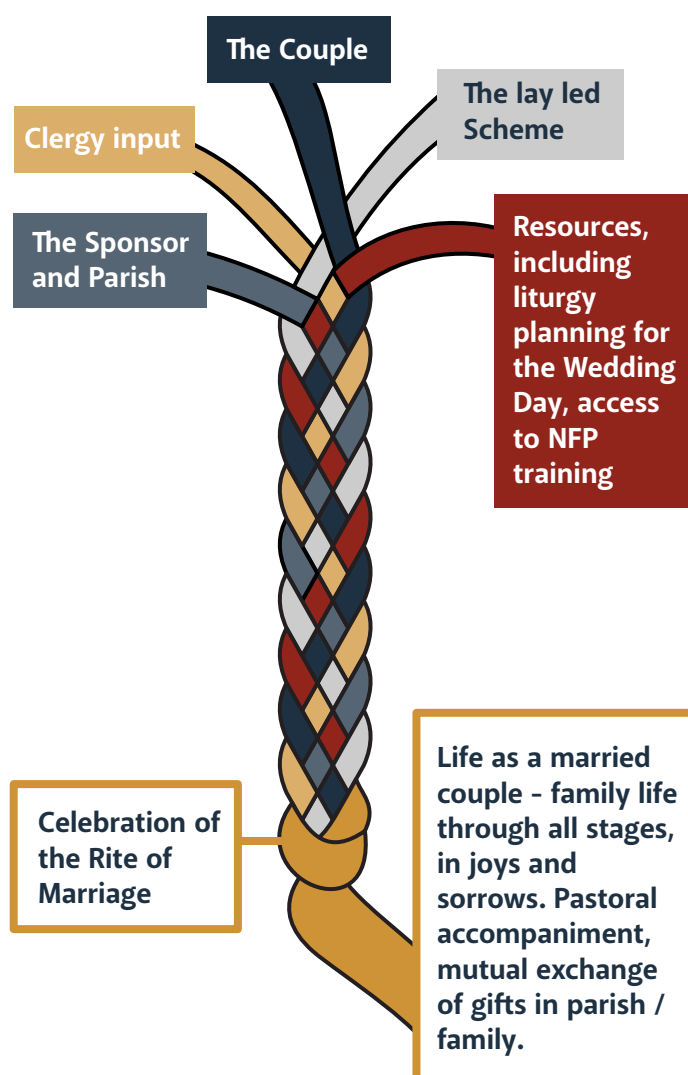 The Couple
The lay led
Scheme
Clergy input
The Sponsor
and Parish
Resources,
including
liturgy
planning for
the Wedding
Day, access
to NFP
training
Celebration of
the Rite of
Marriage
Life as a married
couple - family life
through all stages,
in joys and
sorrows. Pastoral
accompaniment,
mutual exchange
of gifts in parish /
family.